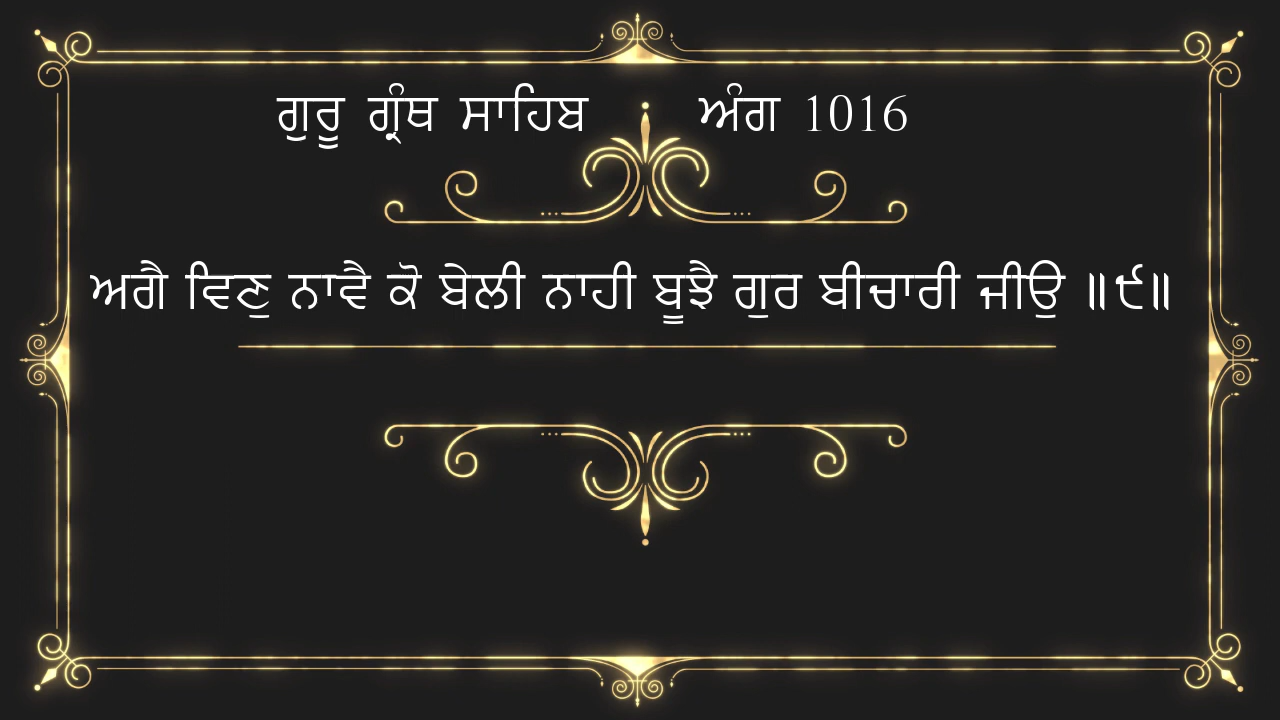 ਗੁਰੂ ਗ੍ਰੰਥ ਸਾਹਿਬ ਅੰਗ 1016
ਅਗੈ ਵਿਣੁ ਨਾਵੈ ਕੋ ਬੇਲੀ ਨਾਹੀ ਬੂਝੈ ਗੁਰ ਬੀਚਾਰੀ ਜੀਉ ॥੯॥